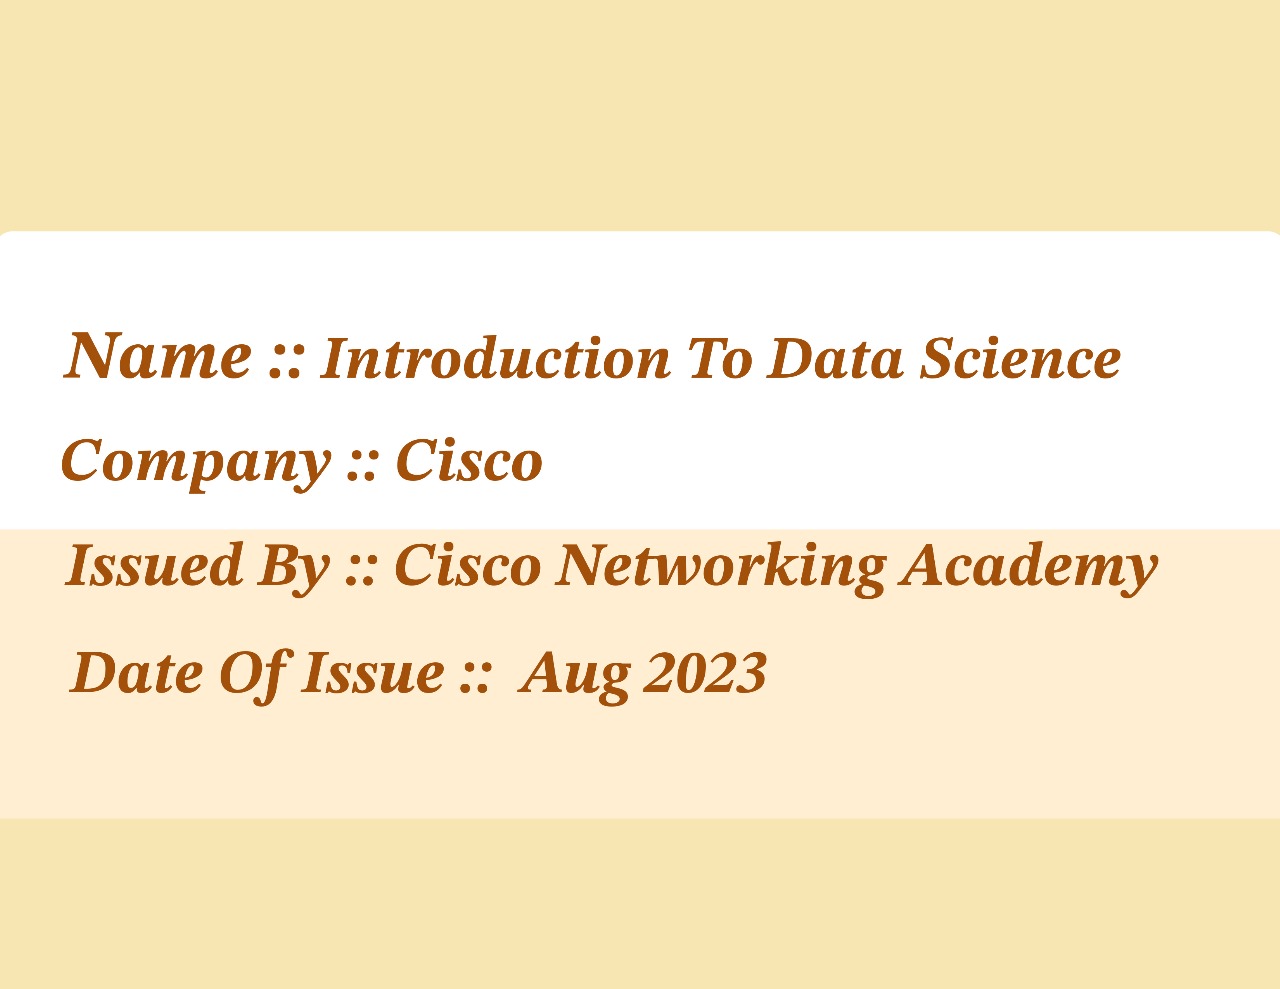 Name :: Introduction To Data Science
Company :: Cisco
Issued By :: Cisco Networking Academy
Date Of Issue :: Aug 2023